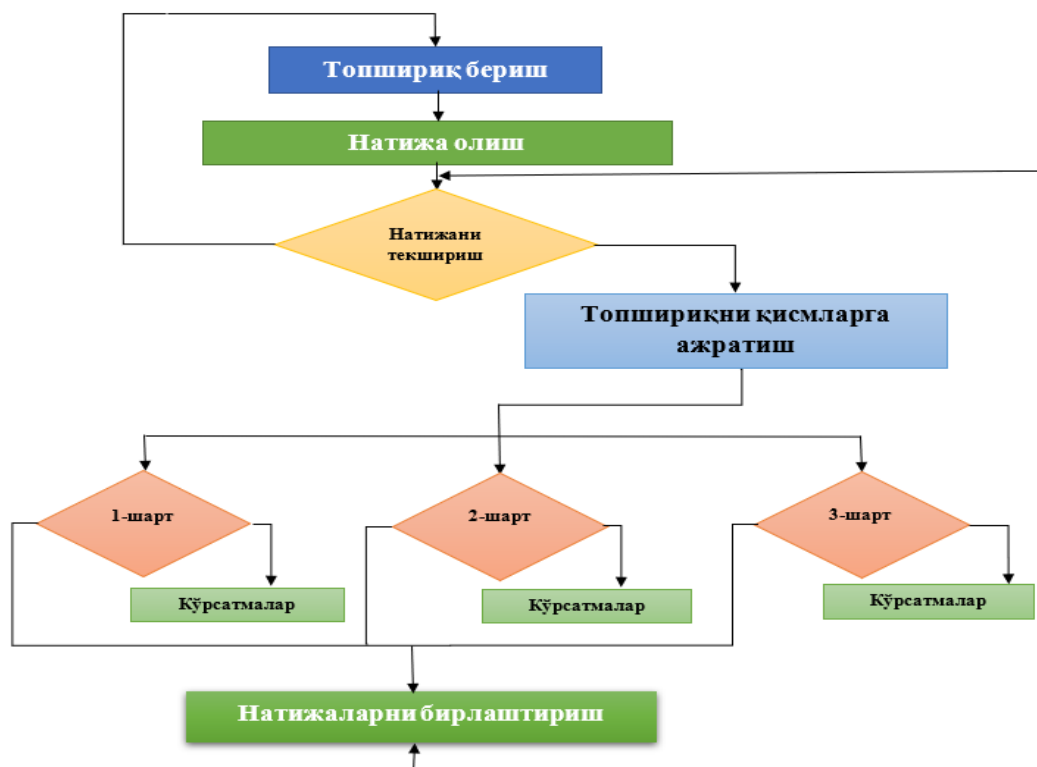 Топшириқ бериш
Натижа олиш
Натижани
текшириш
Топшириқни қисмларга
ажратиш
1-шарт
2-шарт
3-шарт
Кўрсатмалар
Кўрсатмалар
Кўрсатмалар
Натижаларни бирлаштириш